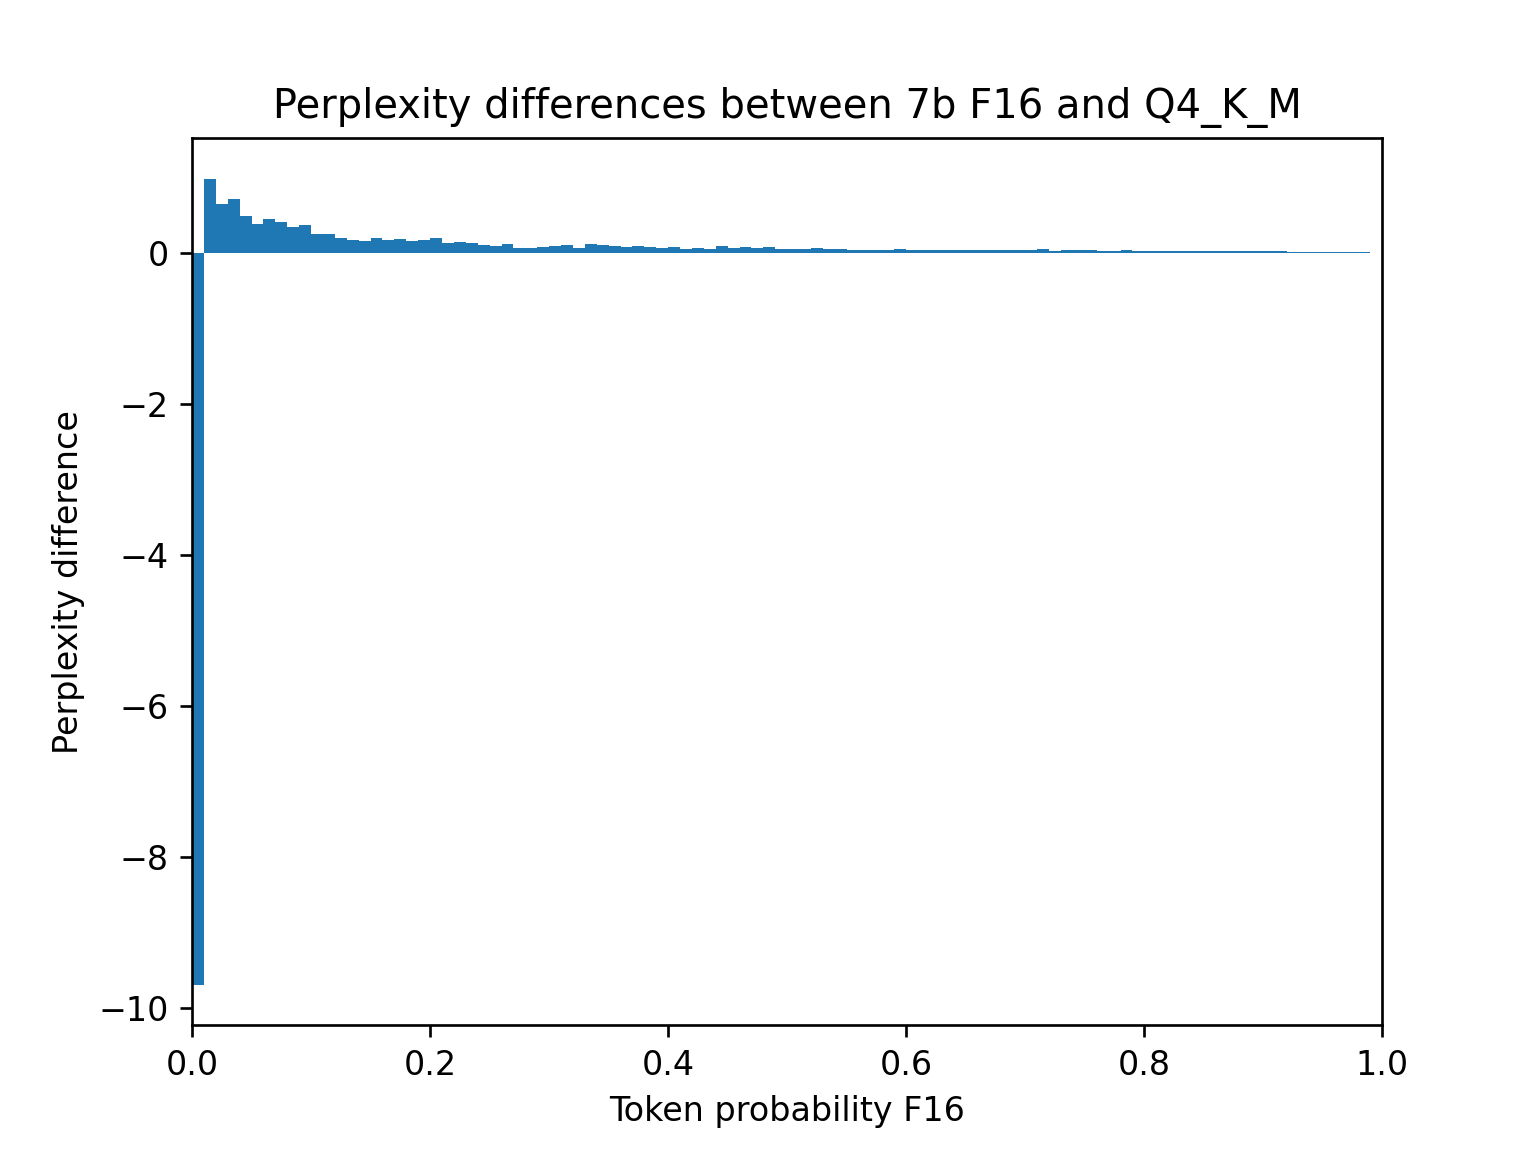 Perplexity differences between 7b F16 and Q4_K_M
Perplexity difference
0
−2
−4
−6
−8
−10
0.0 0.2 0.4 0.6 0.8 1.0
Token probability F16